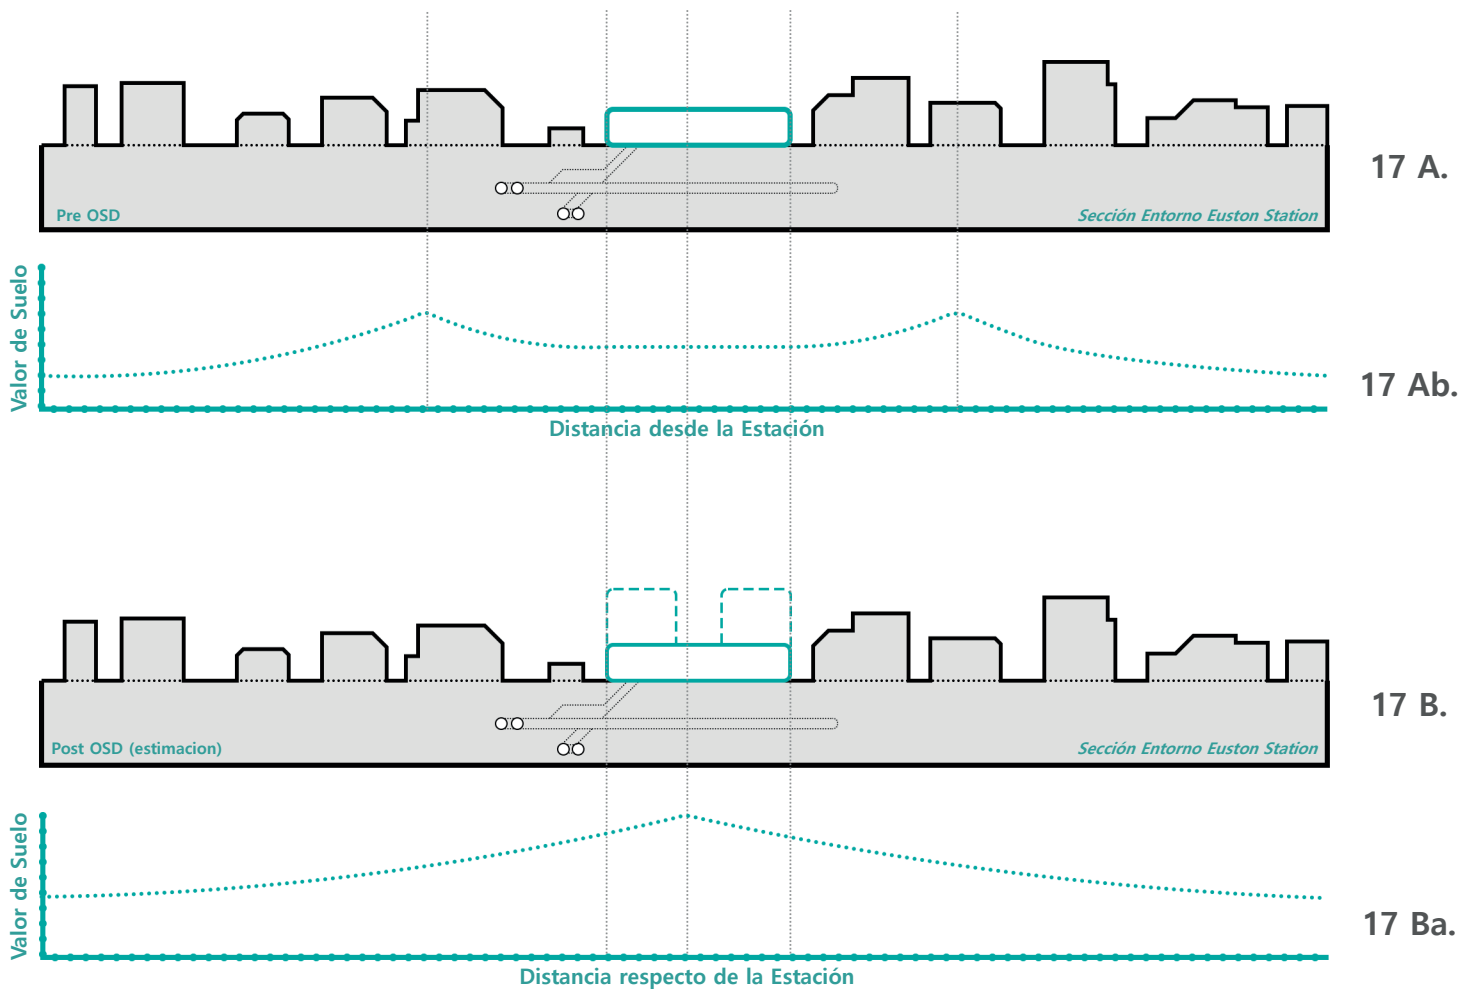 17 A.
Pre OSD
Sección Entorno Euston Station
Valor de Suelo
17 Ab.
Distancia desde la Estación
17 B.
Post OSD (estimacion)
Sección Entorno Euston Station
Valor de Suelo
17 Ba.
Distancia respecto de la Estación